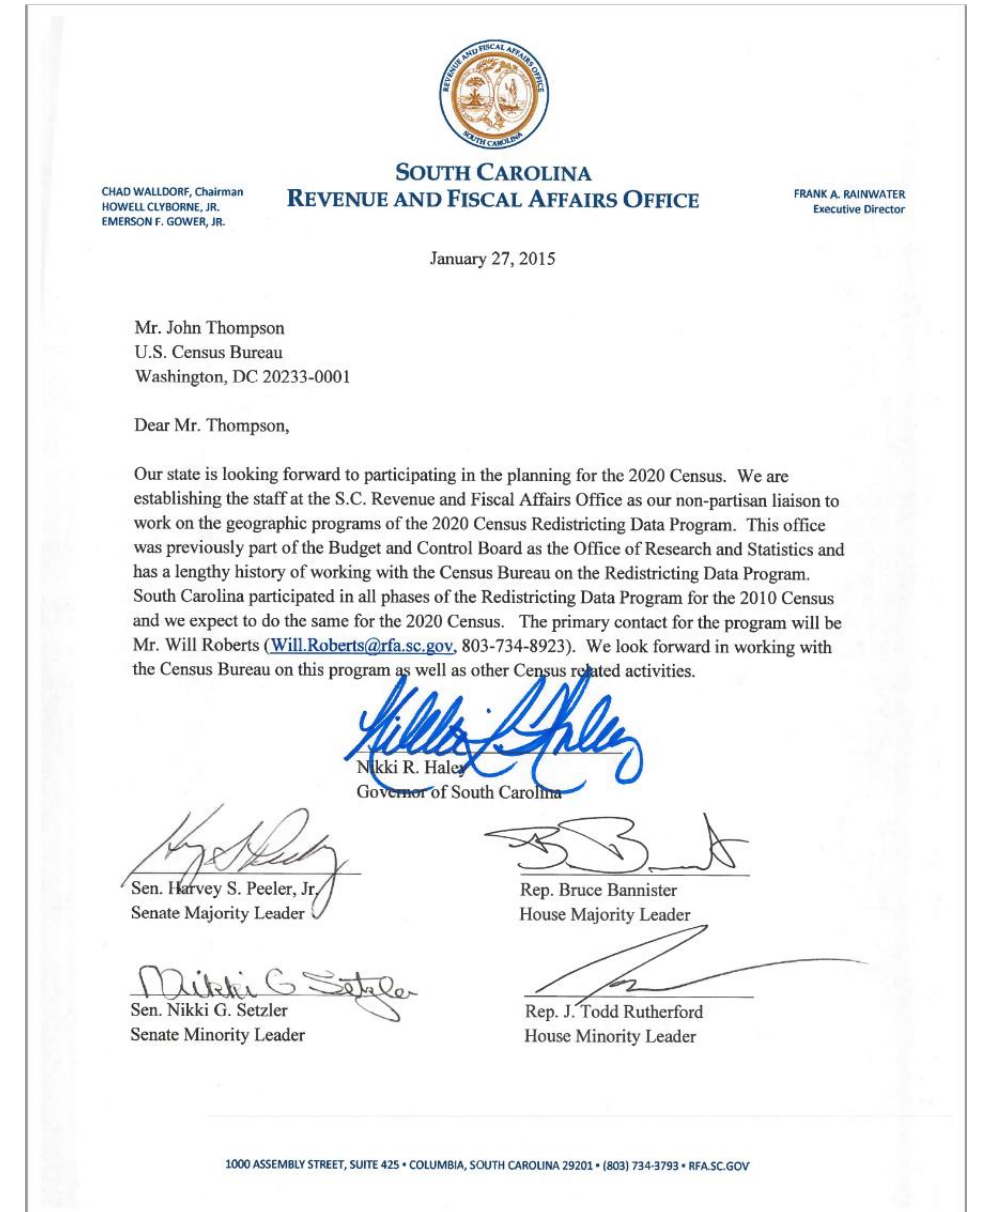 REVENUE AND FISCAL AFFAIRS OFFICE
SOUTH CAROLINA
SOUTH CAROLINA
REVENUE AND FISCAL AFFAIRS OFFICE
CHAD WALLDORF, Chairman
HOWELL CLYBORNE, JR.
EMERSON F. GOWER, JR.
FRANK A. RAINWATER
Executive Director
January 27, 2015
Mr. John Thompson
U.S. Census Bureau
Washington, DC 20233-0001
Dear Mr. Thompson,
Our state is looking forward to participating in the planning for the 2020 Census. We are
establishing the staff at the S.C. Revenue and Fiscal Affairs Office as our non-partisan liaison to
work on the geographic programs of the 2020 Census Redistricting Data Program. This office
was previously part of the Budget and Control Board as the Office of Research and Statistics and
has a lengthy history of working with the Census Bureau on the Redistricting Data Program.
South Carolina participated in all phases of the Redistricting Data Program for the 2010 Census
and we expect to do the same for the 2020 Census. The primary contact for the program will be
Mr. Will Roberts (Will.Roberts@rfa.sc.gov, 803-734-8923). We look forward in working with
the Census Bureau on this program as well as other Census related activities.
Nikki R. Haley
Governor of South Carolina
Sen. Harvey S. Peeler, Jr.
Senate Majority Leader
Rep. Bruce Bannister
House Majority Leader
Nikki G Setzler
Sen. Nikki G. Setzler
Senate Minority Leader
Rep. J. Todd Rutherford
House Minority Leader
1000 ASSEMBLY STREET, SUITE 425 • COLUMBIA, SOUTH CAROLINA 29201 • (803) 734-3793 • RFA.SC.GOV